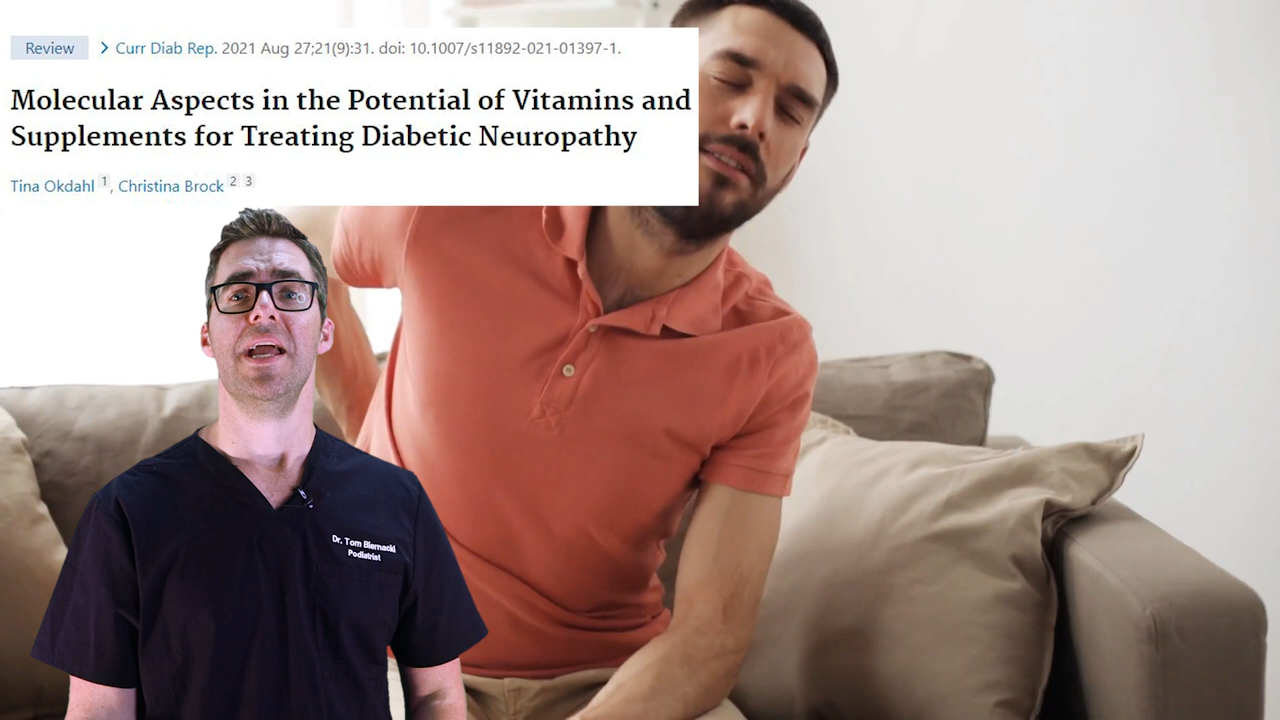 Review > Curr Diab Rep. 2021 Aug 27;21(9):31. doi: 10.1007/s11892-021-01397-1.
Molecular Aspects in the Potential of Vitamins and
Supplements for Treating Diabetic Neuropathy
Tina Okdahl 1, Christina Brock 2 3
Dr. Tom Biernacki
Podiatrist